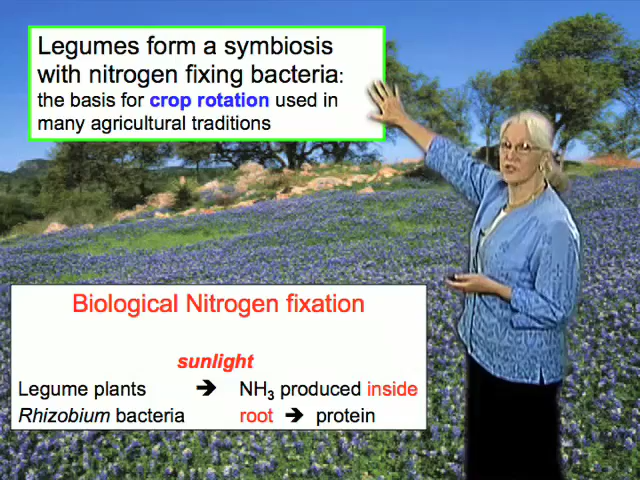 Legumes form a symbiosis
with nitrogen fixing bacteria:
the basis for crop rotation used in
many agricultural traditions
Biological Nitrogen fixation
sunlight
Legume plants ➔ NH₃ produced inside
Rhizobium bacteria root ➔ protein